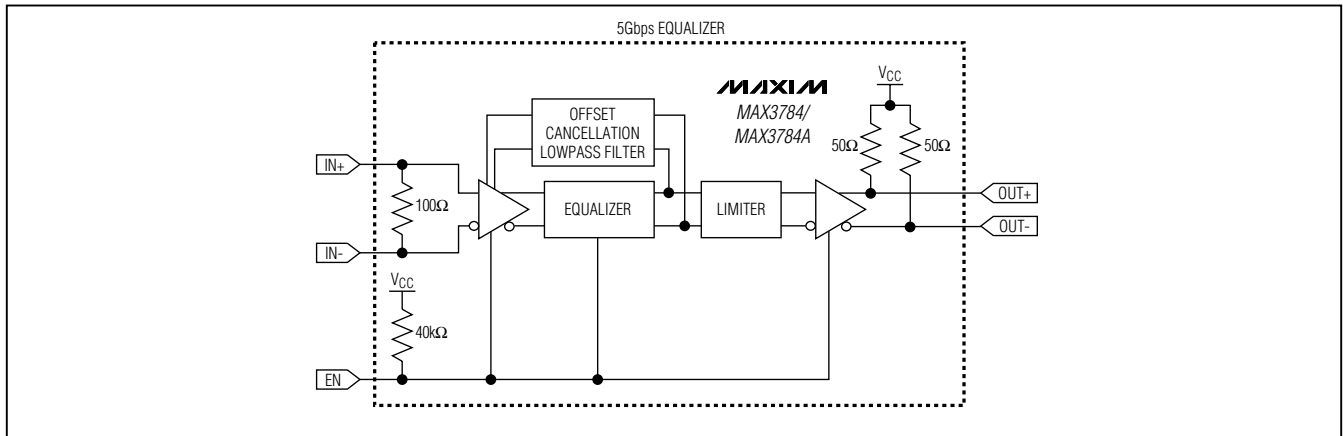 5Gbps EQUALIZER
MAXIM
MAX3784/
MAX3784A
VCC
50Ω
50Ω
OFFSET
CANCELLATION
LOWPASS FILTER
IN+
100Ω
IN-
EQUALIZER
LIMITER
OUT+
OUT-
VCC
40kΩ
EN